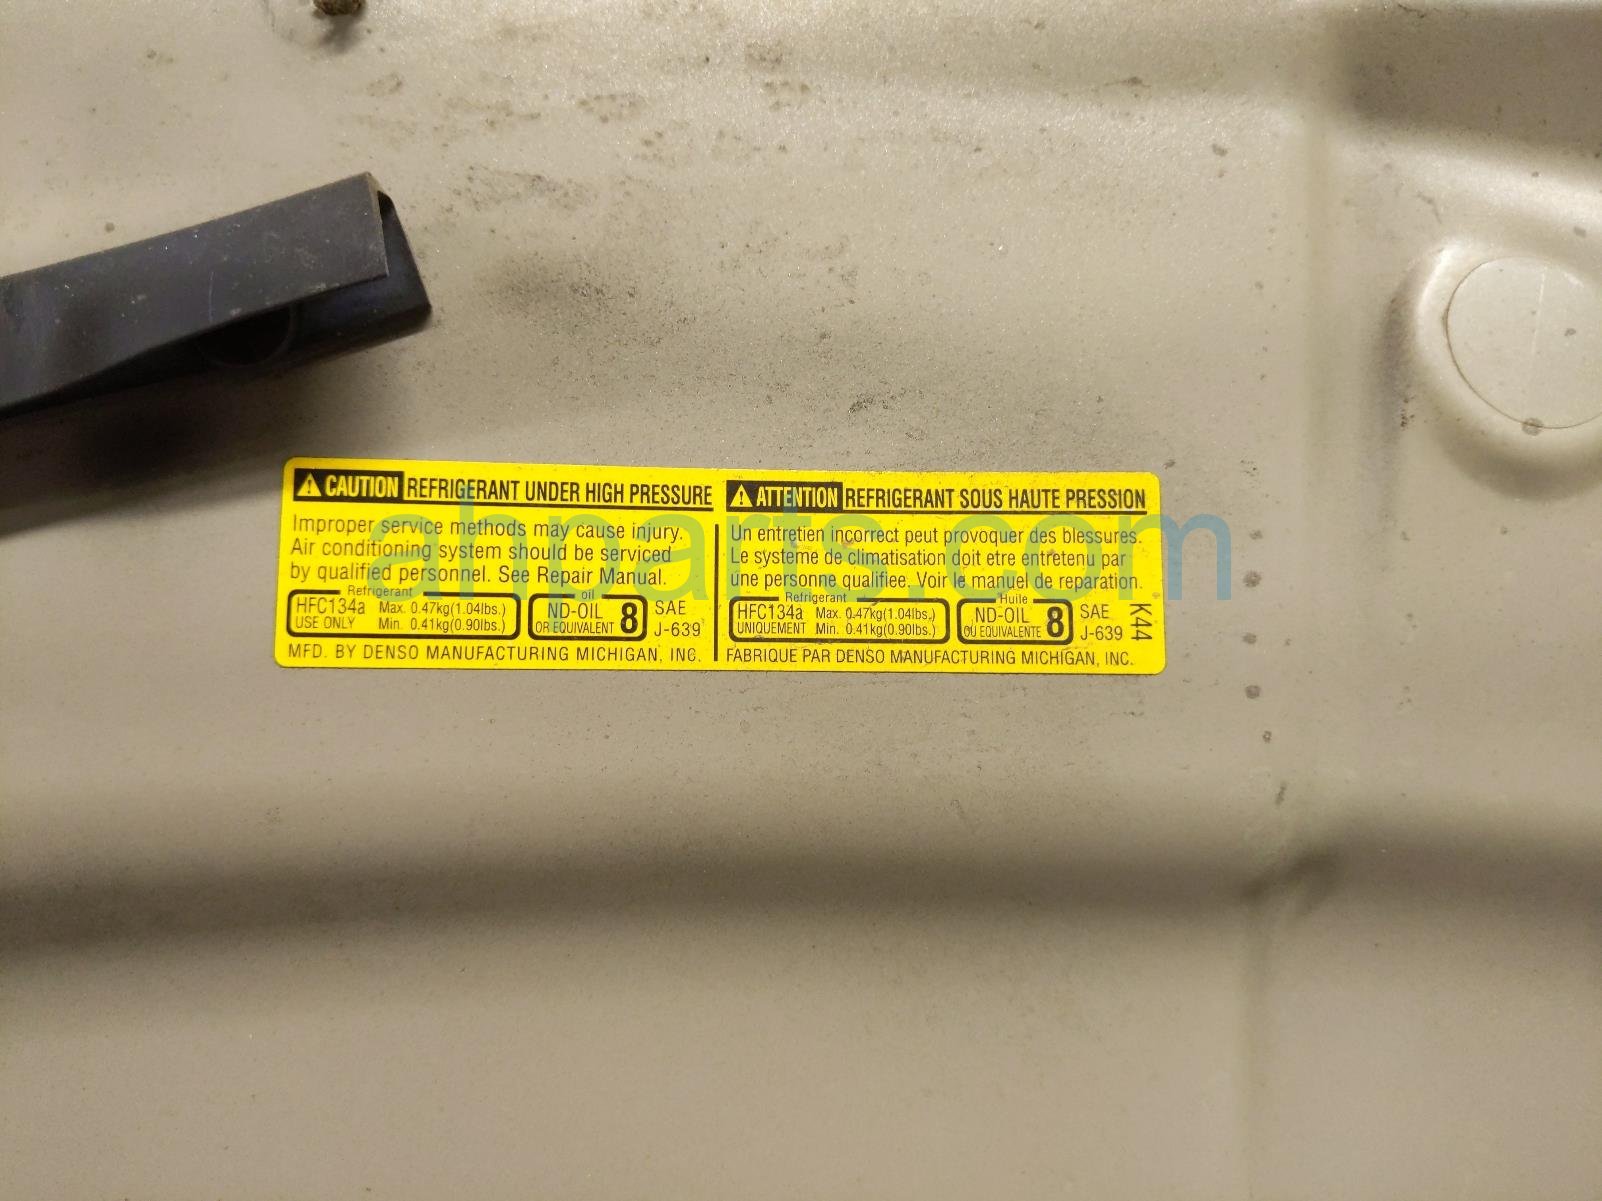 CAUTION REFRIGERANT UNDER HIGH PRESSURE
Improper service methods may cause injury.
Air conditioning system should be serviced
by qualified personnel. See Repair Manual.
Refrigerant
HFC134a Max. 0.47kg(1.04lbs.)
USE ONLY Min. 0.41kg(0.90lbs.)
oil
ND-OIL 8
OR EQUIVALENT
SAE
J-639
MFD. BY DENSO MANUFACTURING MICHIGAN, INC.
ATTENTION REFRIGERANT SOUS HAUTE PRESSION
Un entretien incorrect peut provoquer des blessures.
Le systeme de climatisation doit etre entretenu par
une personne qualifiee. Voir le manuel de reparation.
Refrigerant
HFC134a Max. 0.47kg(1.04lbs.)
UNIQUEMENT Min. 0.41kg(0.90lbs.)
Huile
ND-OIL 8
OU EQUIVALENTE
SAE
J-639
FABRIQUE PAR DENSO MANUFACTURING MICHIGAN, INC.
K44
ahparts.com